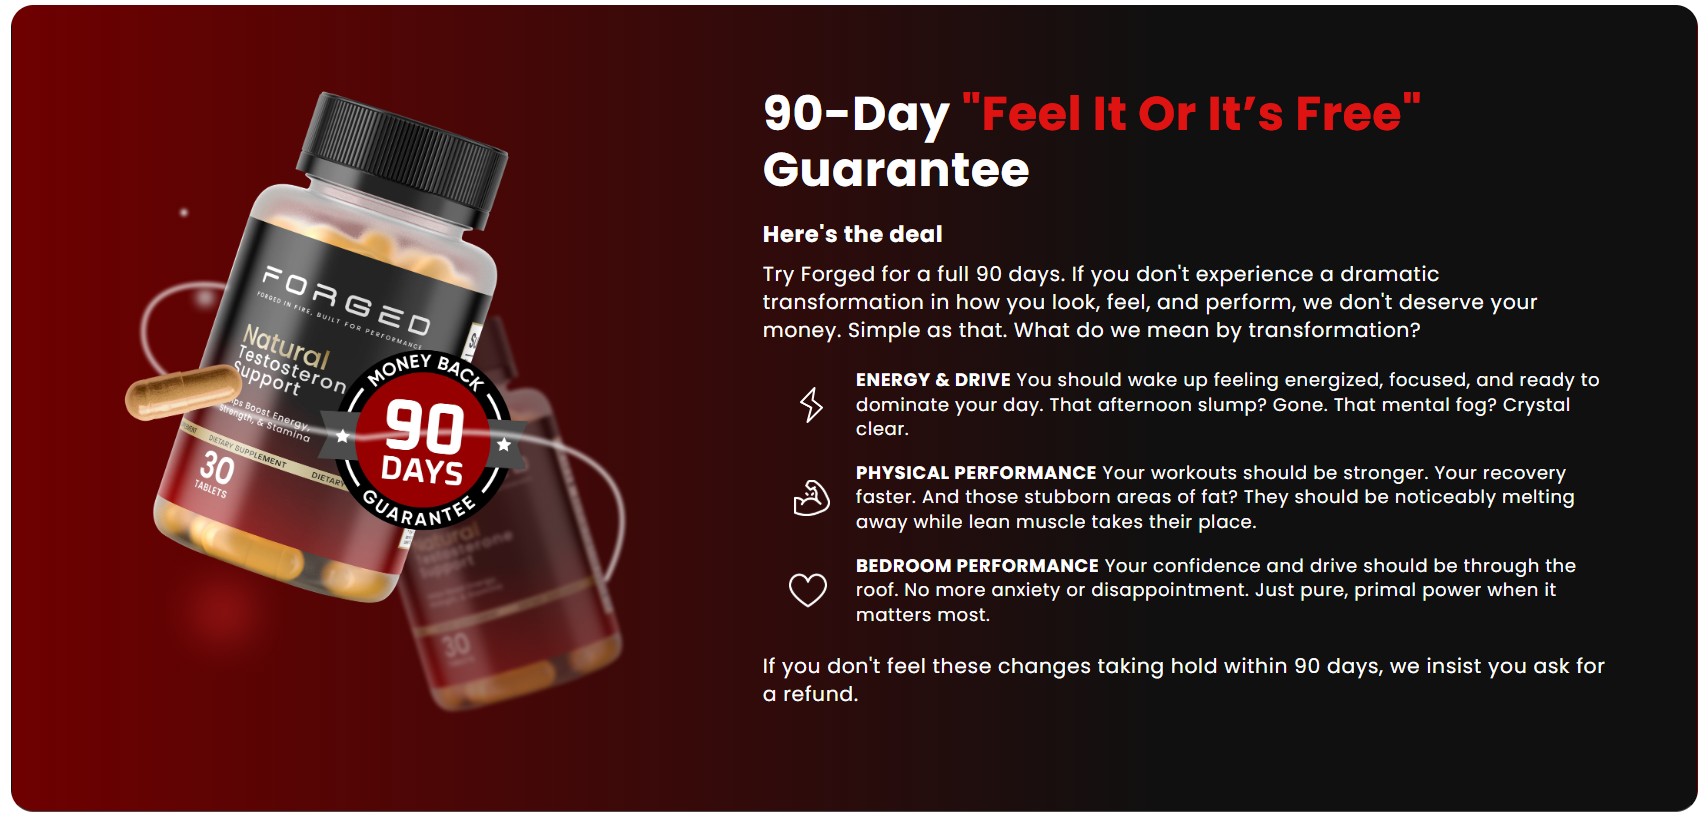 90-Day "Feel It Or It’s Free"
Guarantee
Here's the deal
Try Forged for a full 90 days. If you don't experience a dramatic
transformation in how you look, feel, and perform, we don't deserve your
money. Simple as that. What do we mean by transformation?
ENERGY & DRIVE You should wake up feeling energized, focused, and ready to
dominate your day. That afternoon slump? Gone. That mental fog? Crystal
clear.
PHYSICAL PERFORMANCE Your workouts should be stronger. Your recovery
faster. And those stubborn areas of fat? They should be noticeably melting
away while lean muscle takes their place.
BEDROOM PERFORMANCE Your confidence and drive should be through the
roof. No more anxiety or disappointment. Just pure, primal power when it
matters most.
If you don't feel these changes taking hold within 90 days, we insist you ask for
a refund.
FORGED
FORGED IN FIRE, BUILT FOR PERFORMANCE
Natural
Testosteron
Support
Boost Energy,
Strength, & Stamina
DIETARY SUPPLEMENT
DIETARY
30
TABLETS
MONEY BACK
90
DAYS
GUARANTEE
Testosterone
Support
30